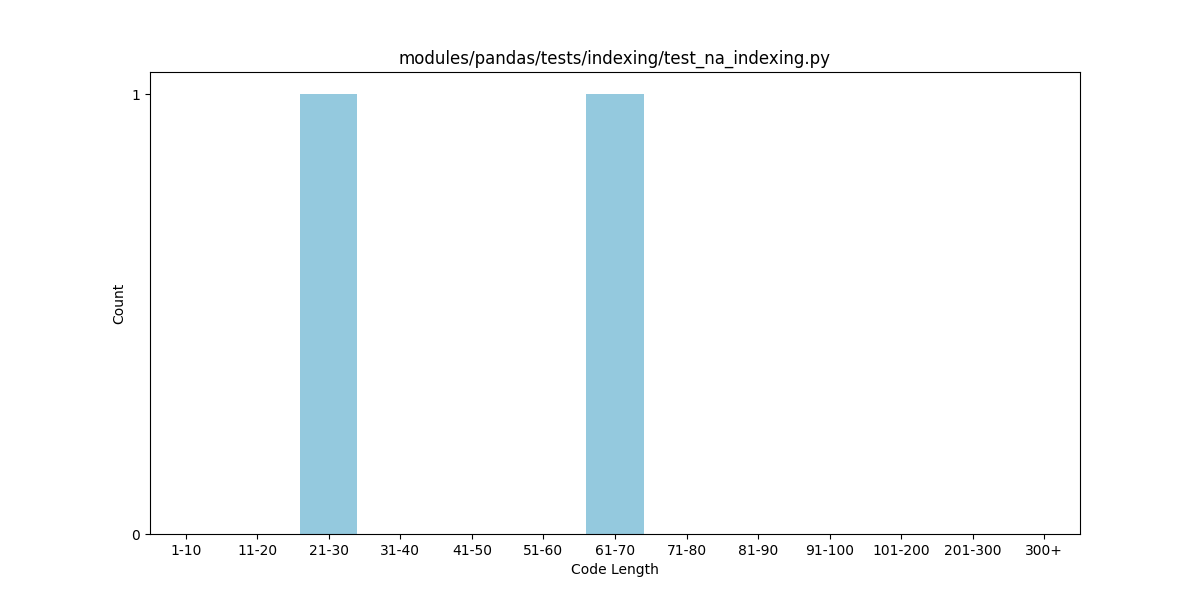 modules/pandas/tests/indexing/test_na_indexing.py
1
Count
0
1-10 11-20 21-30 31-40 41-50 51-60 61-70 71-80 81-90 91-100 101-200 201-300 300+
Code Length